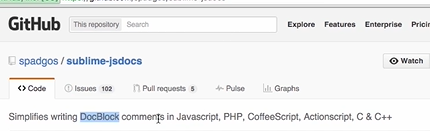 GitHub This repository Search Explore Features Enterprise Pricing
spadgos / sublime-jsdocs Watch
Code Issues 102 Pull requests 5 Pulse Graphs
Simplifies writing DocBlock comments in Javascript, PHP, CoffeeScript, Actionscript, C & C++